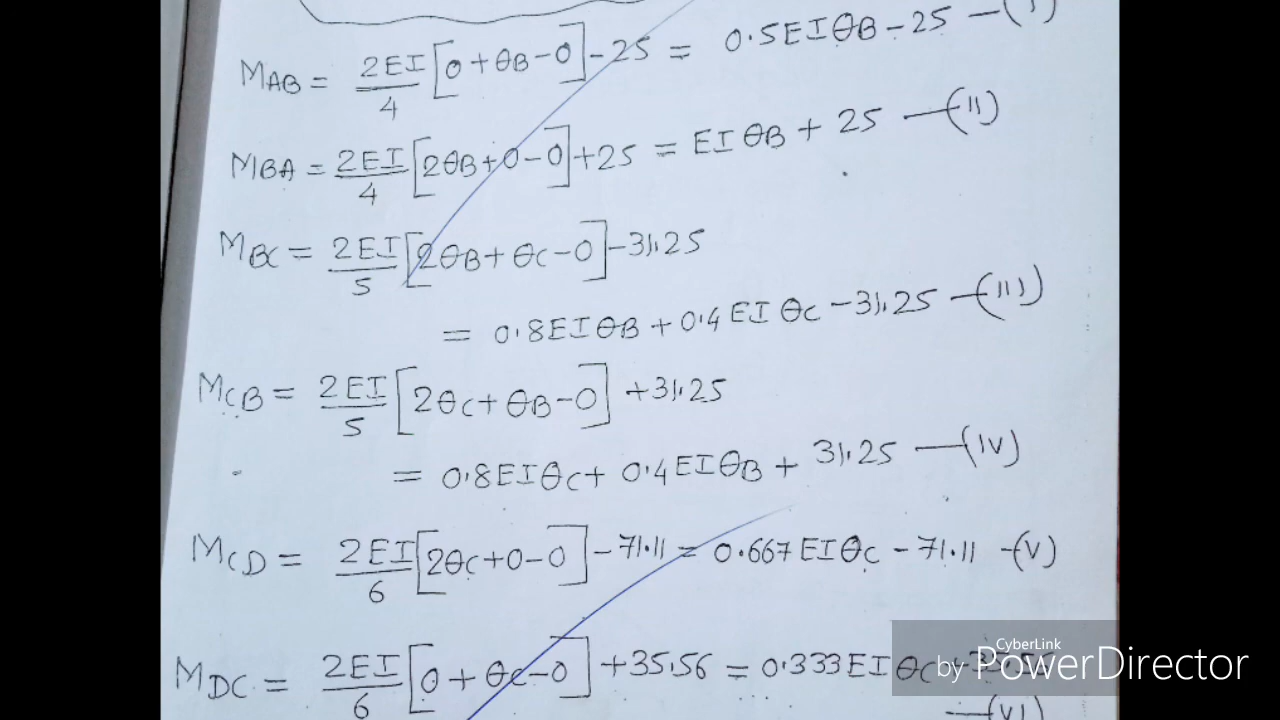 MAB = 2EI/4 [0 + θB - 0] - 25 = 0.5EIθB - 25 —(I)
MBA = 2EI/4 [2θB + 0 - 0] + 25 = EIθB + 25 —(II)
MBC = 2EI/5 [2θB + θC - 0] - 31.25
= 0.8EIθB + 0.4EIθC - 31.25 —(III)
MCB = 2EI/5 [2θC + θB - 0] + 31.25
= 0.8EIθC + 0.4EIθB + 31.25 —(IV)
MCD = 2EI/6 [2θC + 0 - 0] - 71.11 = 0.667EIθC - 71.11 -(V)
MDC = 2EI/6 [0 + θC - 0] + 35.56 = 0.333EIθC
—(VI)
CyberLink
by PowerDirector